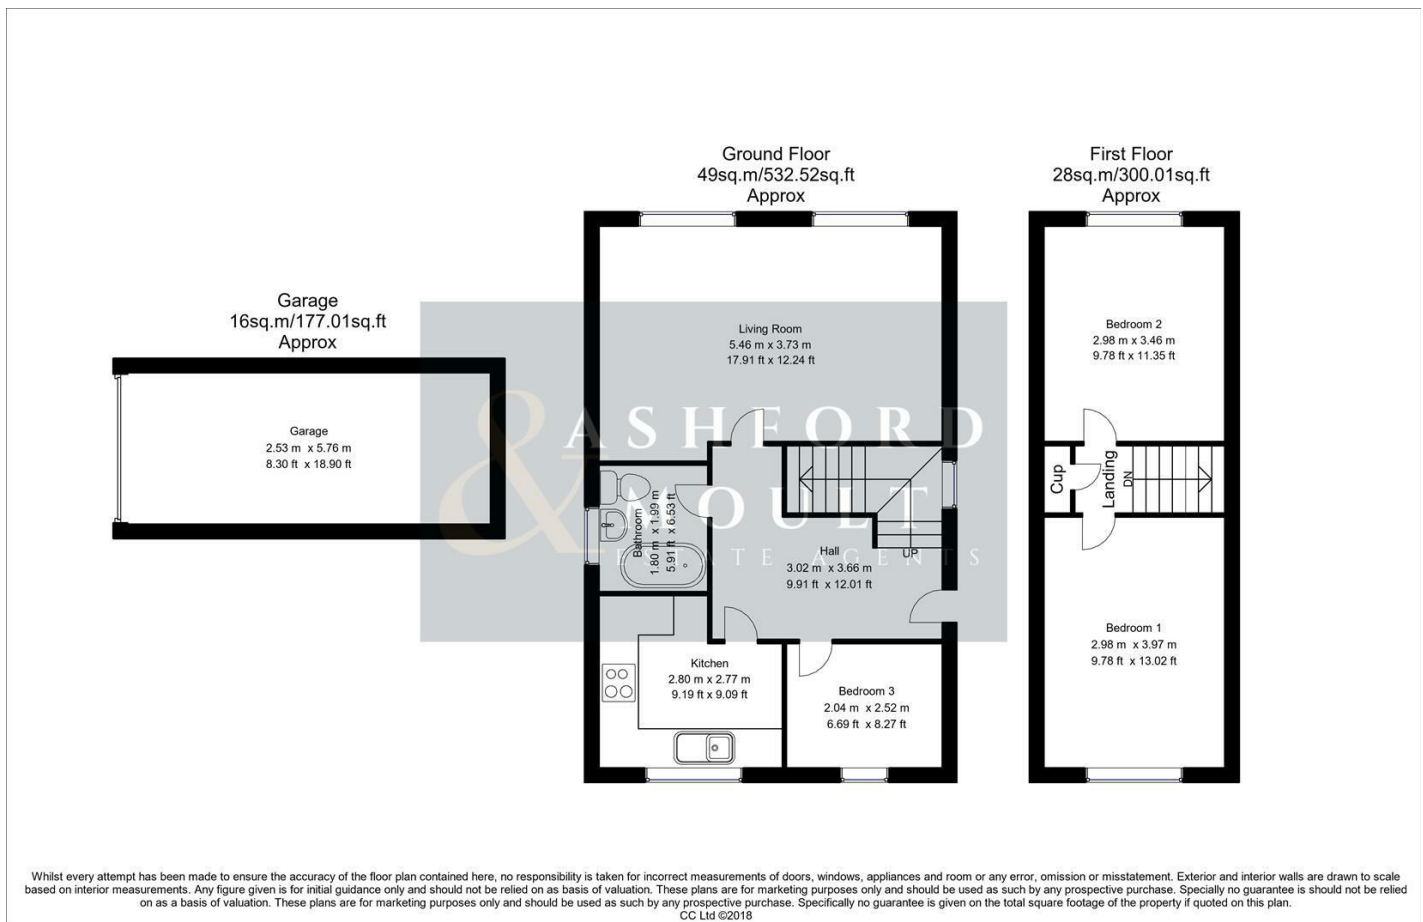 Ground Floor
49sq.m/532.52sq.ft
Approx
First Floor
28sq.m/300.01sq.ft
Approx
Garage
16sq.m/177.01sq.ft
Approx
Living Room
5.46 m x 3.73 m
17.91 ft x 12.24 ft
Bedroom 2
2.98 m x 3.46 m
9.78 ft x 11.35 ft
Garage
2.53 m x 5.76 m
8.30 ft x 18.90 ft
& ASHFORD
MOULT
ESTATE AGENTS
Bathroom
1.80 m x 1.99 m
5.91 ft x 6.53 ft
Cup
Landing
DN
UP
Hall
3.02 m x 3.66 m
9.91 ft x 12.01 ft
Kitchen
2.80 m x 2.77 m
9.19 ft x 9.09 ft
Bedroom 3
2.04 m x 2.52 m
6.69 ft x 8.27 ft
Bedroom 1
2.98 m x 3.97 m
9.78 ft x 13.02 ft
Whilst every attempt has been made to ensure the accuracy of the floor plan contained here, no responsibility is taken for incorrect measurements of doors, windows, appliances and room or any error, omission or misstatement. Exterior and interior walls are drawn to scale
based on interior measurements. Any figure given is for initial guidance only and should not be relied on as basis of valuation. These plans are for marketing purposes only and should be used as such by any prospective purchase. Specially no guarantee is should not be relied
on as a basis of valuation. These plans are for marketing purposes only and should be used as such by any prospective purchase. Specifically no guarantee is given on the total square footage of the property if quoted on this plan.
CC Ltd ©2018